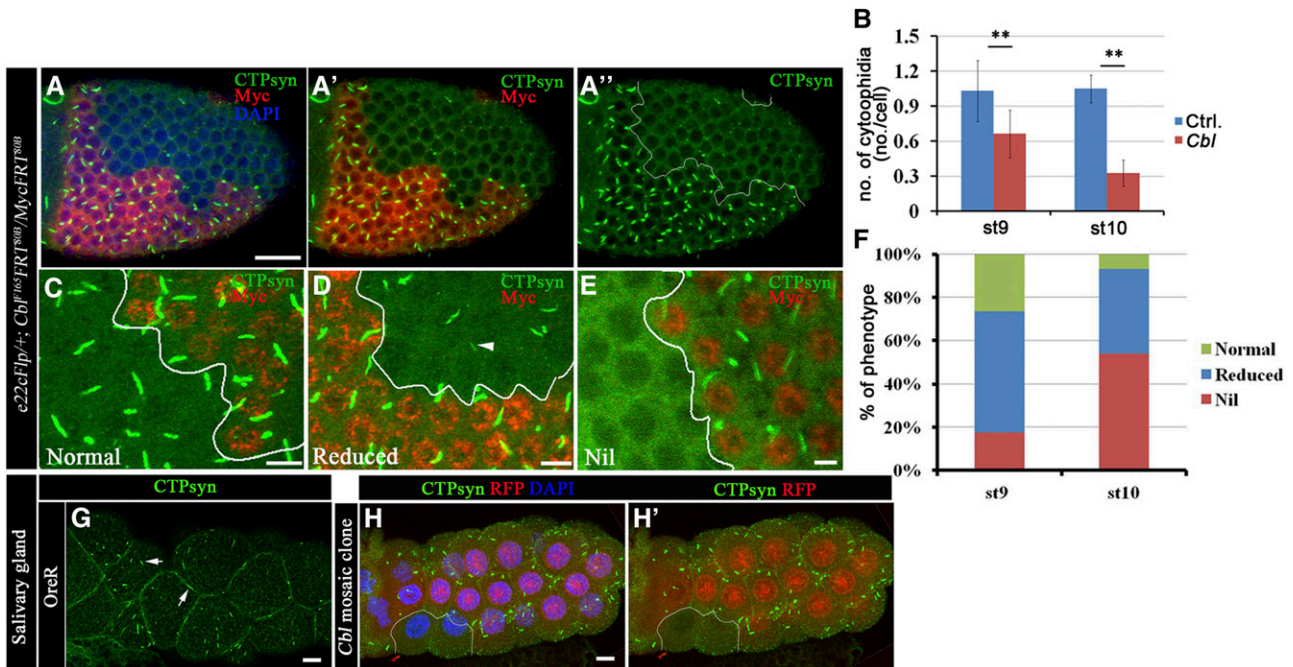 e22cFlp/+; Cbl^F165 FRT^80B/MycFRT^80B
A
CTPsyn
Myc
DAPI
A'
CTPsyn
Myc
A''
CTPsyn
B
no. of cytoophidia
(no./cell)
1.5
1.2
0.9
0.6
0.3
0
**
**
st9
st10
Ctrl.
Cbl
C
CTPsyn
Myc
Normal
D
CTPsyn
Myc
Reduced
E
CTPsyn
Myc
Nil
F
% of phenotype
100%
80%
60%
40%
20%
0%
st9
st10
Normal
Reduced
Nil
Salivary gland
OreR
CTPsyn
G
Cbl mosaic clone
CTPsyn RFP DAPI
H
CTPsyn RFP
H'